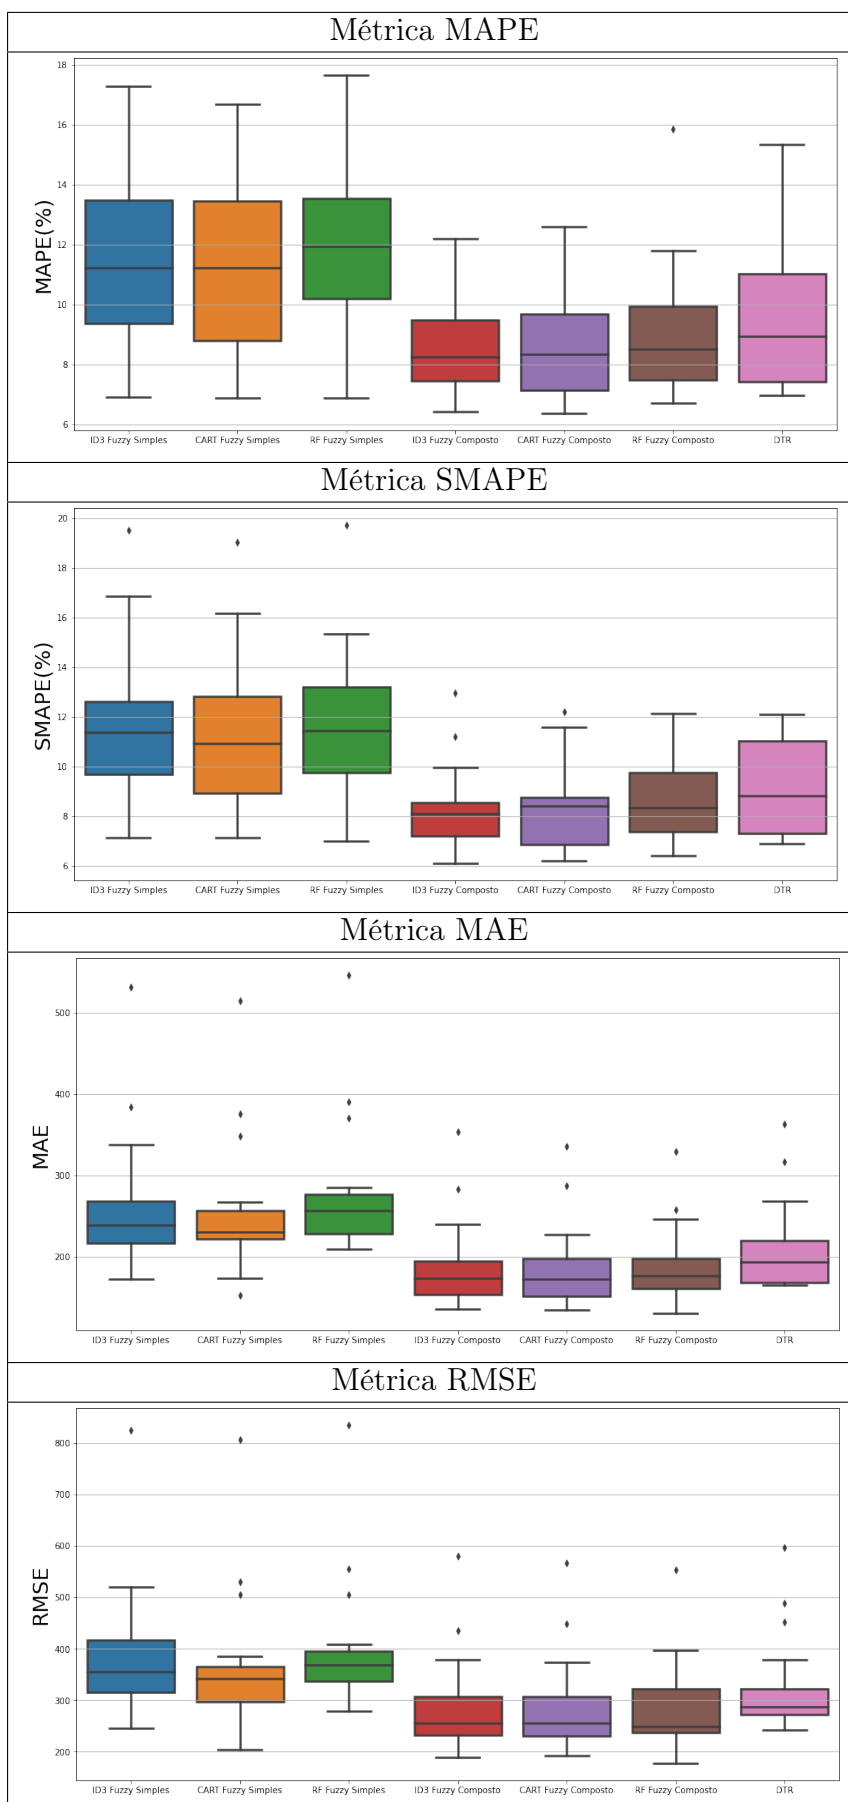 Métrica MAPE
18
16
14
12
10
8
6
MAPE(%)
ID3 Fuzzy Simples CART Fuzzy Simples RF Fuzzy Simples ID3 Fuzzy Composto CART Fuzzy Composto RF Fuzzy Composto DTR
Métrica SMAPE
20
18
16
14
12
10
8
6
SMAPE(%)
ID3 Fuzzy Simples CART Fuzzy Simples RF Fuzzy Simples ID3 Fuzzy Composto CART Fuzzy Composto RF Fuzzy Composto DTR
Métrica MAE
500
400
300
200
MAE
ID3 Fuzzy Simples CART Fuzzy Simples RF Fuzzy Simples ID3 Fuzzy Composto CART Fuzzy Composto RF Fuzzy Composto DTR
Métrica RMSE
800
700
600
500
400
300
200
RMSE
ID3 Fuzzy Simples CART Fuzzy Simples RF Fuzzy Simples ID3 Fuzzy Composto CART Fuzzy Composto RF Fuzzy Composto DTR